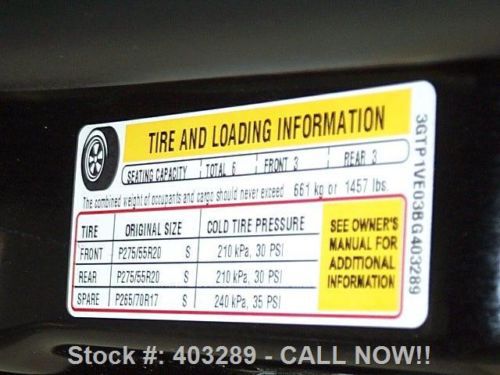 TIRE AND LOADING INFORMATION
SEATING CAPACITY TOTAL 6 FRONT 3 REAR 3
The combined weight of occupants and cargo should never exceed 661 kg or 1457 lbs.
TIRE ORIGINAL SIZE COLD TIRE PRESSURE
FRONT P275/55R20 S 210 kPa, 30 PSI
REAR P275/55R20 S 210 kPa, 30 PSI
SPARE P265/70R17 S 240 kPa, 35 PSI
SEE OWNER'S
MANUAL FOR
ADDITIONAL
INFORMATION
3GTP1VE03BG403289
Stock #: 403289 - CALL NOW!!